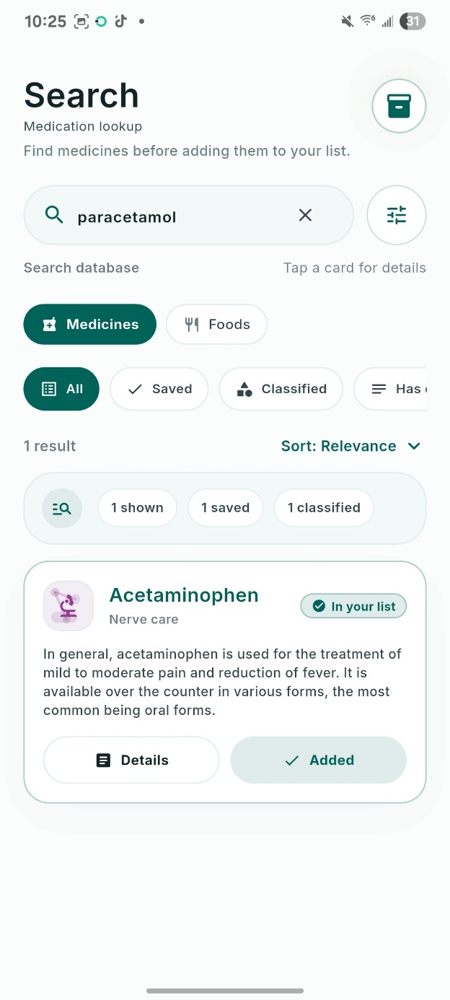 10:25 31
Search
Medication lookup
Find medicines before adding them to your list.
paracetamol
Search database Tap a card for details
Medicines Foods
All Saved Classified Has
1 result Sort: Relevance
1 shown 1 saved 1 classified
Acetaminophen
In your list
Nerve care
In general, acetaminophen is used for the treatment of
mild to moderate pain and reduction of fever. It is
available over the counter in various forms, the most
common being oral forms.
Details Added